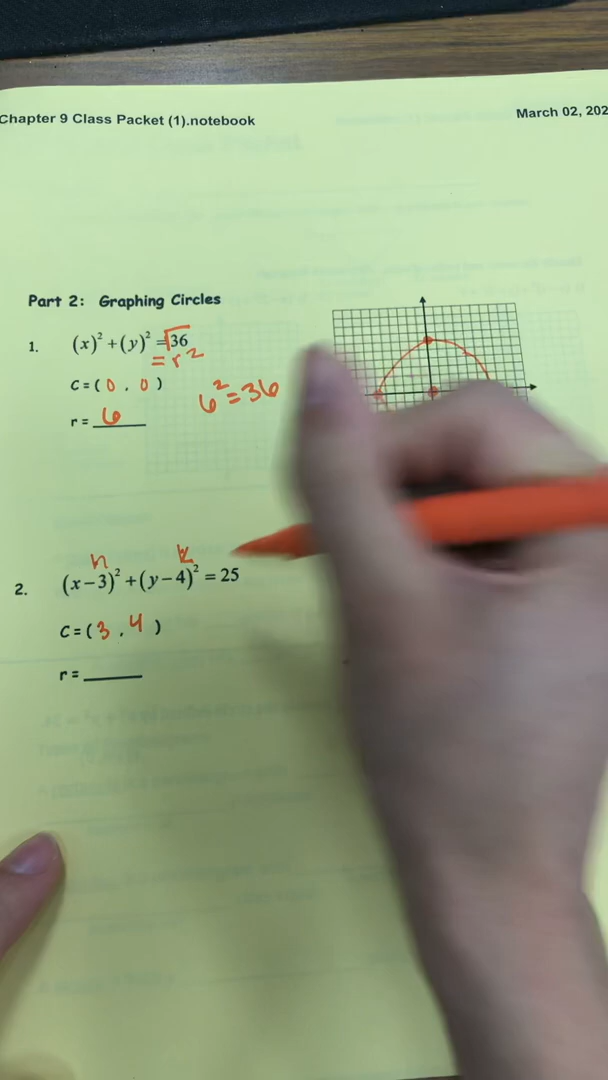 Chapter 9 Class Packet (1).notebook
March 02, 202
Part 2: Graphing Circles
1. (x)² + (y)² = √36
= r²
C = ( 0 , 0 )
6² = 36
r = 6
h k
2. (x − 3)² + (y − 4)² = 25
C = ( 3 , 4 )
r = ______